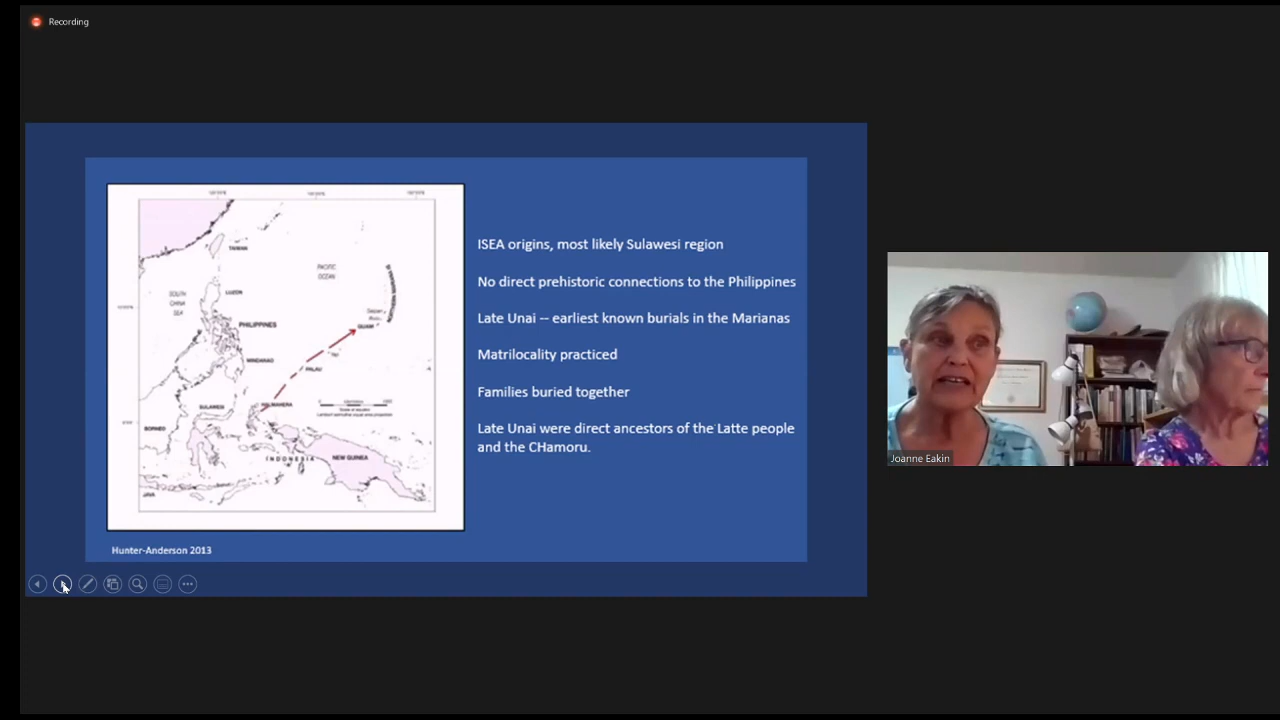 Recording
TAIWAN
PACIFIC
OCEAN
LUZON
SOUTH
CHINA
SEA
PHILIPPINES
GUAM
MINDANAO
PALAU
HALMAHERA
SULAWESI
BORNEO
NEW GUINEA
INDONESIA
JAVA
ISEA origins, most likely Sulawesi region
No direct prehistoric connections to the Philippines
Late Unai -- earliest known burials in the Marianas
Matrilocality practiced
Families buried together
Late Unai were direct ancestors of the Latte people
and the CHamoru.
Hunter-Anderson 2013
Joanne Eakin